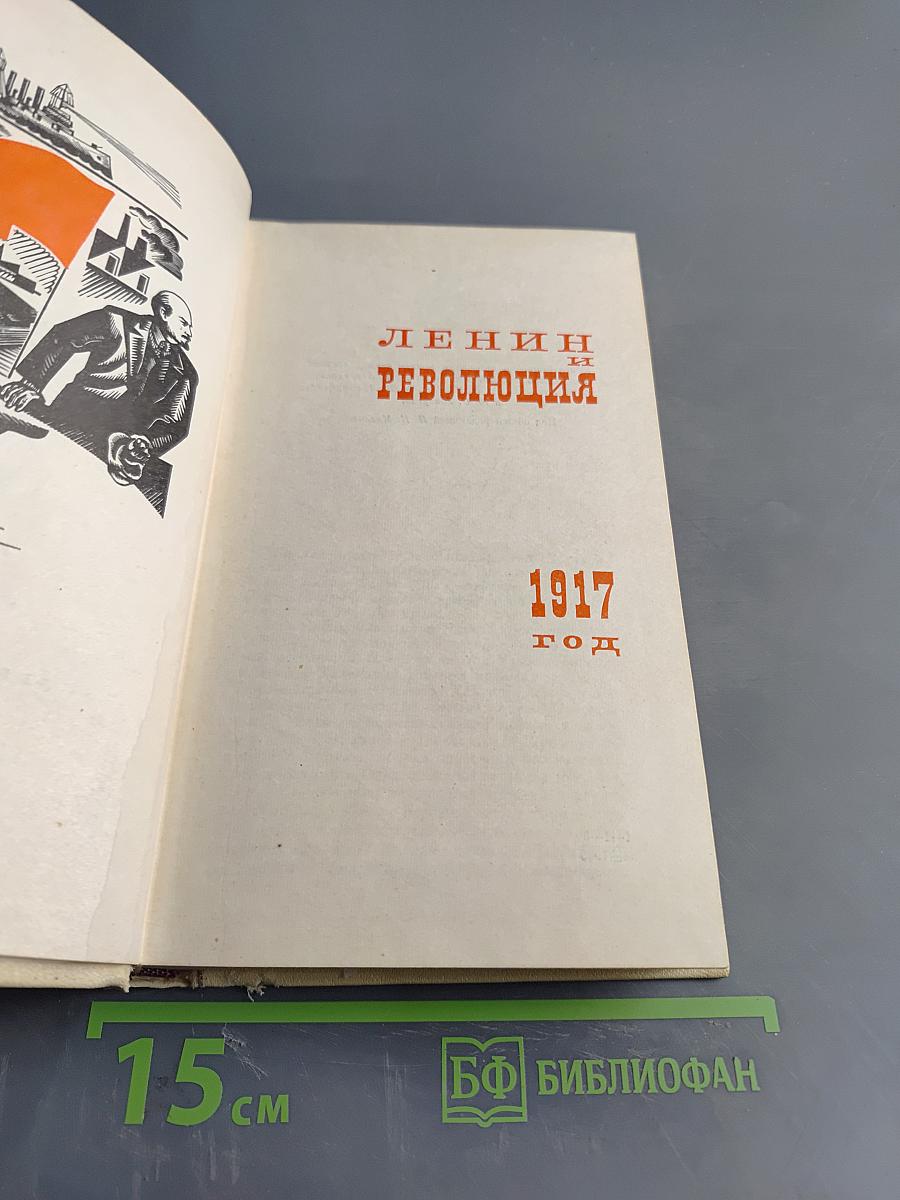 ЛЕНИН
И
РЕВОЛЮЦИЯ
1917
ГОД
15 см
БФ БИБЛИОФАН